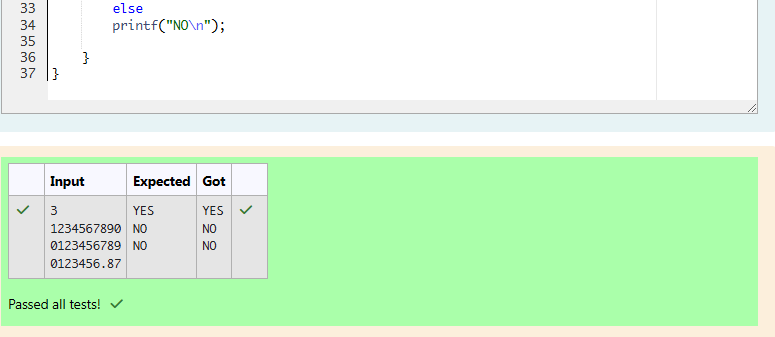 33 else
34 printf("NO\n");
35
36 }
37 }
Input Expected Got
3 YES YES
1234567890 NO NO
0123456789 NO NO
0123456.87
Passed all tests!